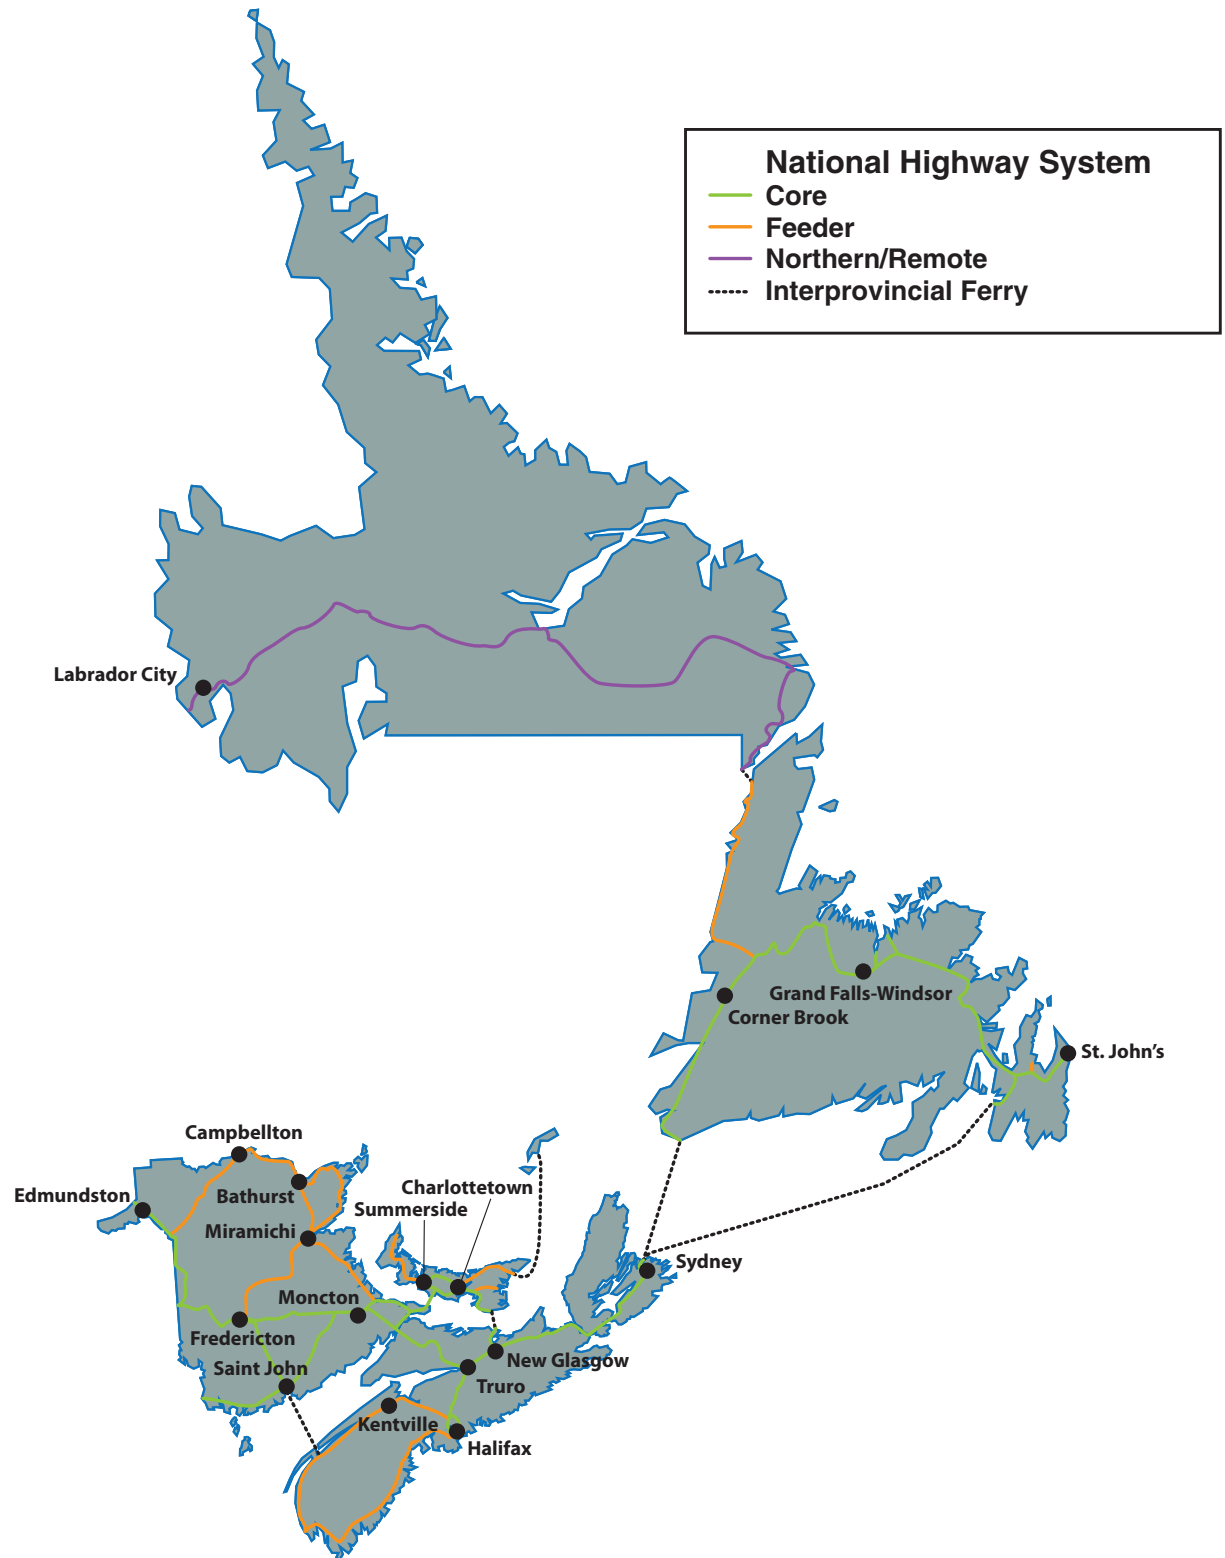 National Highway System
Core
Feeder
Northern/Remote
Interprovincial Ferry
Labrador City
Grand Falls-Windsor
Corner Brook
St. John's
Campbellton
Edmundston
Bathurst
Charlottetown
Summerside
Miramichi
Sydney
Moncton
Fredericton
New Glasgow
Saint John
Truro
Kentville
Halifax